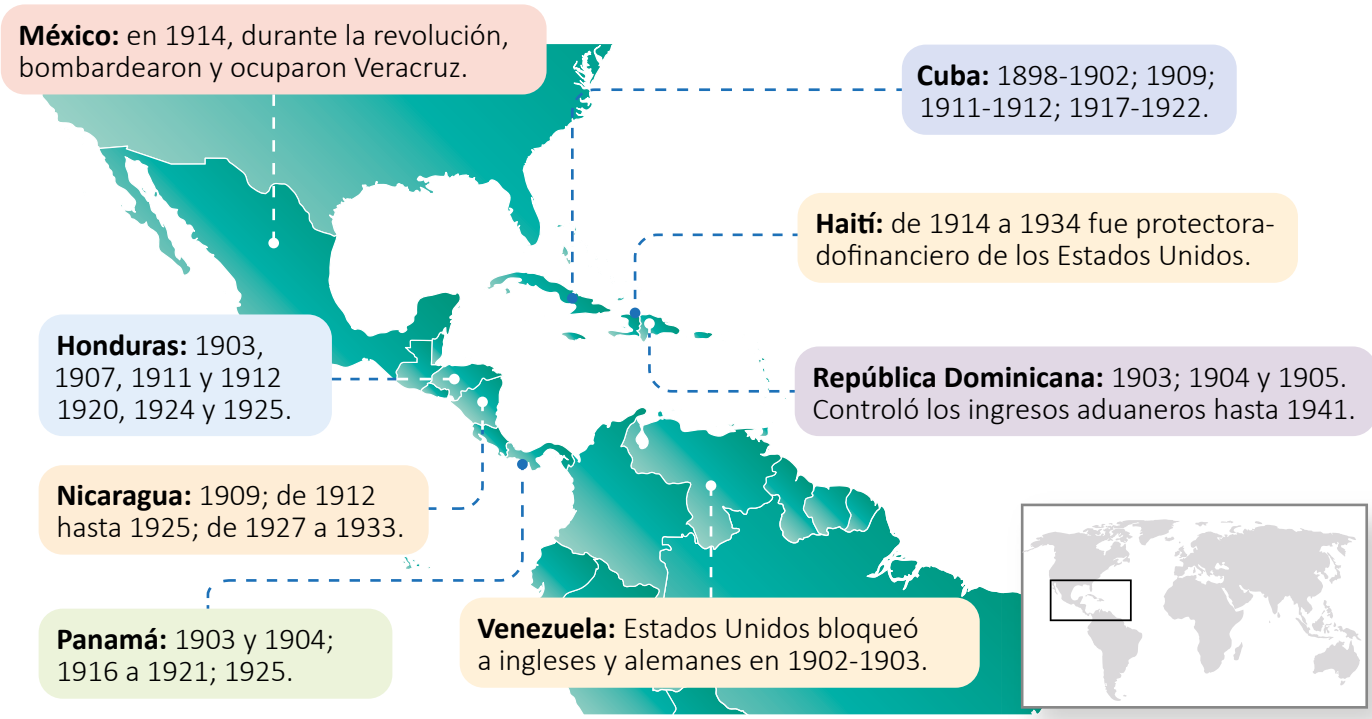 México: en 1914, durante la revolución,
bombardearon y ocuparon Veracruz.
Cuba: 1898-1902; 1909;
1911-1912; 1917-1922.
Haití: de 1914 a 1934 fue protectora-
dofinanciero de los Estados Unidos.
Honduras: 1903,
1907, 1911 y 1912
1920, 1924 y 1925.
República Dominicana: 1903; 1904 y 1905.
Controló los ingresos aduaneros hasta 1941.
Nicaragua: 1909; de 1912
hasta 1925; de 1927 a 1933.
Panamá: 1903 y 1904;
1916 a 1921; 1925.
Venezuela: Estados Unidos bloqueó
a ingleses y alemanes en 1902-1903.